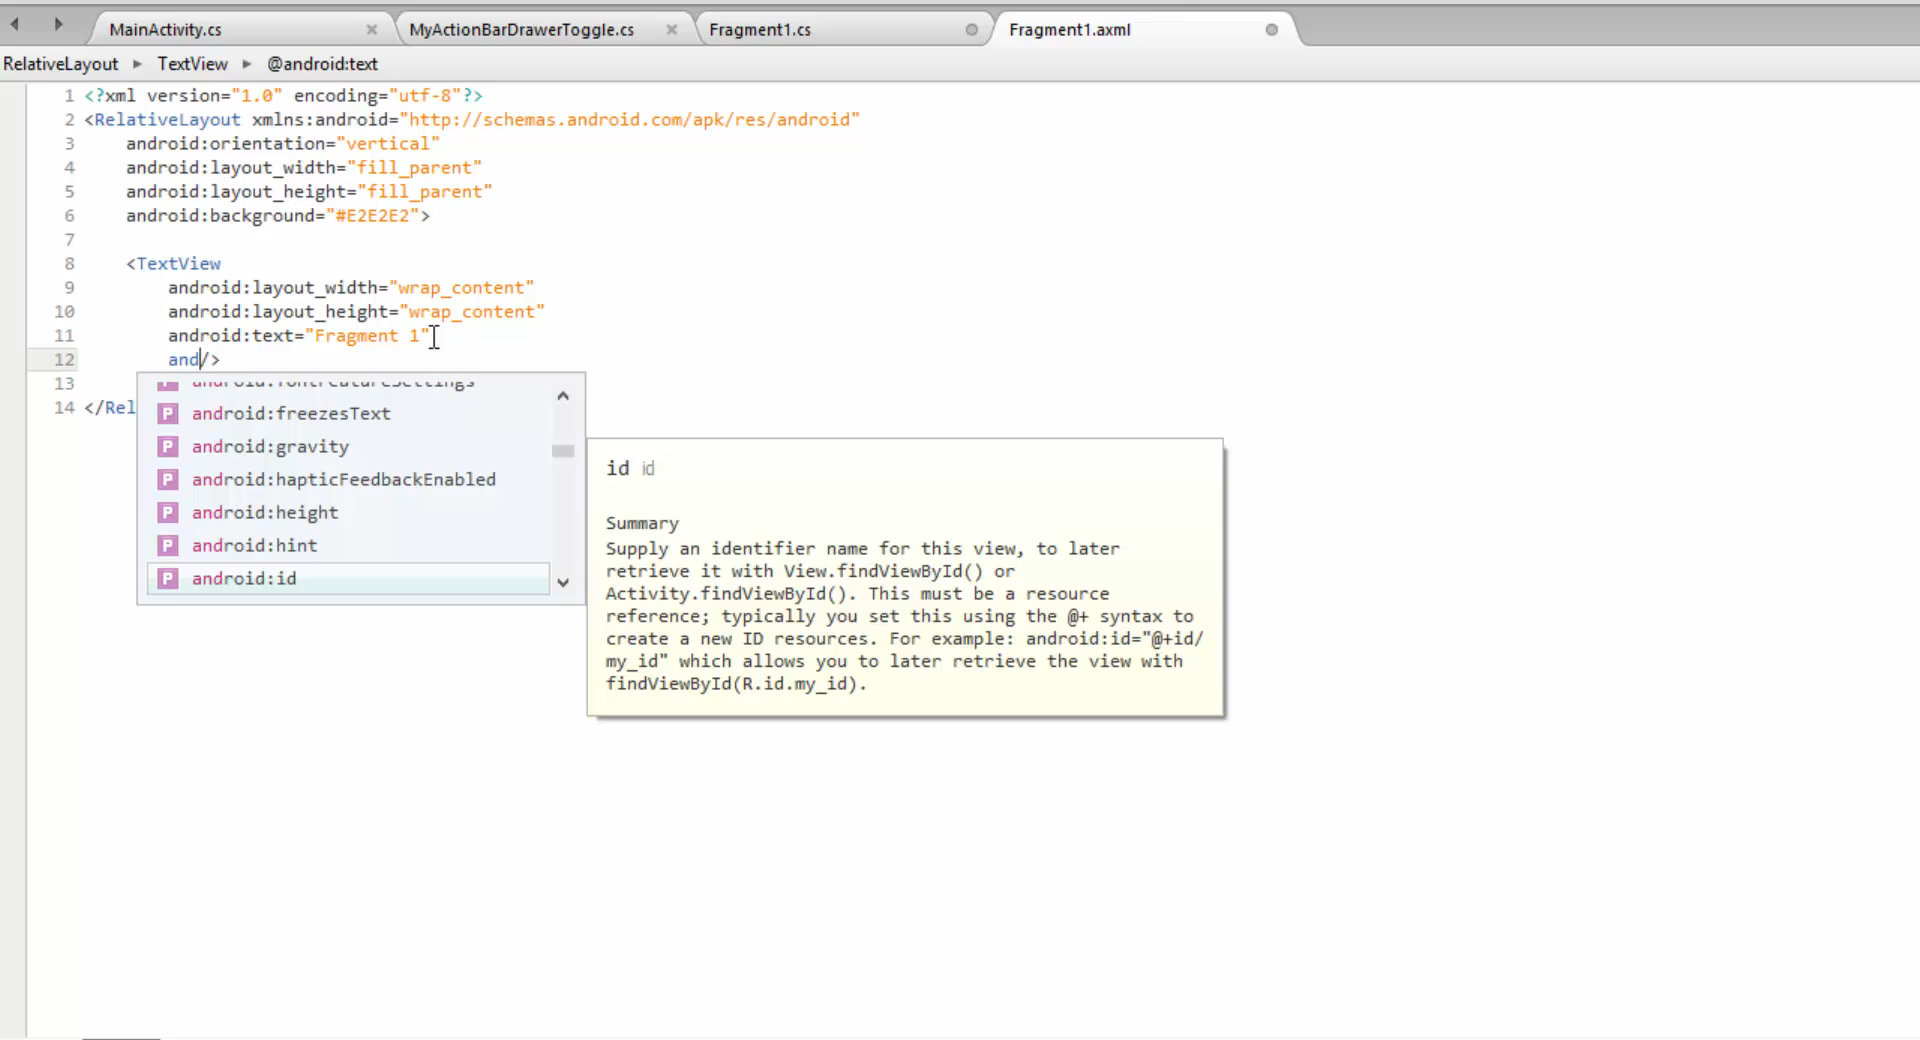 MainActivity.cs
MyActionBarDrawerToggle.cs
Fragment1.cs
Fragment1.axml
RelativeLayout TextView @android:text
1 <?xml version="1.0" encoding="utf-8"?>
2 <RelativeLayout xmlns:android="http://schemas.android.com/apk/res/android"
3 android:orientation="vertical"
4 android:layout_width="fill_parent"
5 android:layout_height="fill_parent"
6 android:background="#E2E2E2">
7
8 <TextView
9 android:layout_width="wrap_content"
10 android:layout_height="wrap_content"
11 android:text="Fragment 1"
12 and/>
13
14 </Rel
android:fontFeatureSettings
android:freezesText
android:gravity
android:hapticFeedbackEnabled
android:height
android:hint
android:id
id id
Summary
Supply an identifier name for this view, to later
retrieve it with View.findViewById() or
Activity.findViewById(). This must be a resource
reference; typically you set this using the @+ syntax to
create a new ID resources. For example: android:id="@+id/
my_id" which allows you to later retrieve the view with
findViewById(R.id.my_id).